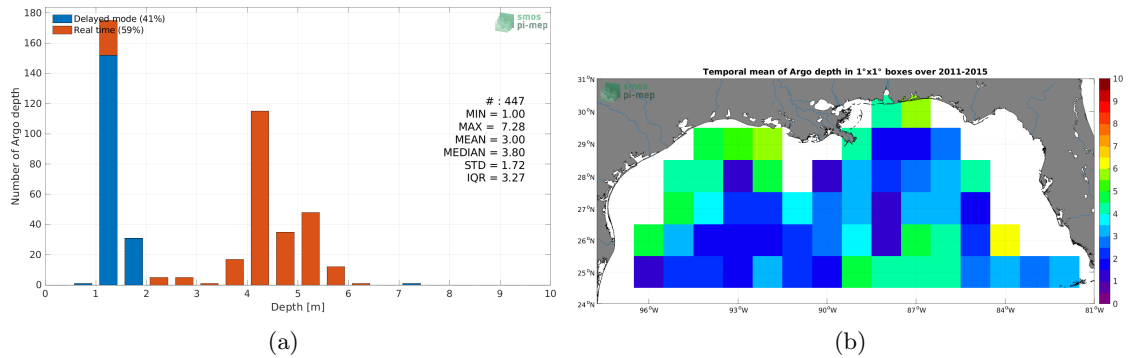 Delayed mode (41%)
Real time (59%)
smos
pi-mep
180
160
140
120
100
80
60
40
20
0
Number of Argo depth
# : 447
MIN = 1.00
MAX = 7.28
MEAN = 3.00
MEDIAN = 3.80
STD = 1.72
IQR = 3.27
0 1 2 3 4 5 6 7 8 9 10
Depth [m]
(a)
Temporal mean of Argo depth in 1°x1° boxes over 2011-2015
smos
pi-mep
31°N
30°N
29°N
28°N
27°N
26°N
25°N
24°N
96°W 93°W 90°W 87°W 84°W 81°W
10
9
8
7
6
5
4
3
2
1
0
(b)